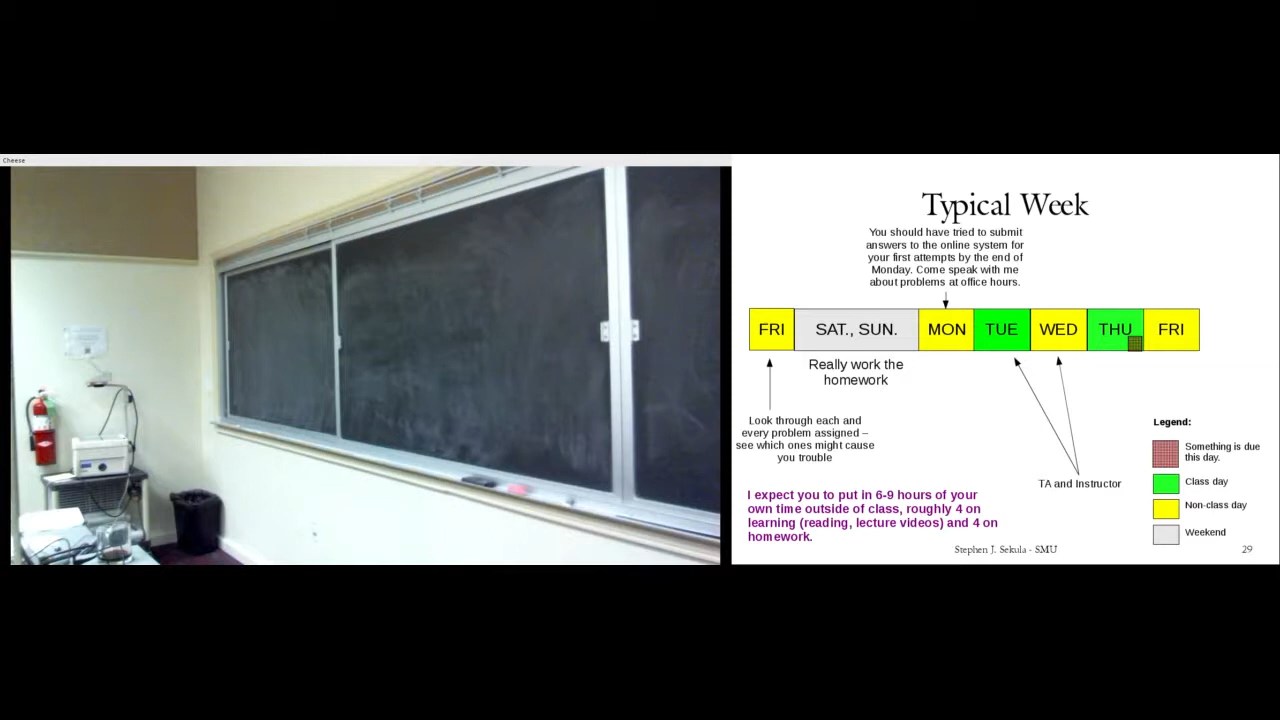 Cheese
Typical Week
You should have tried to submit
answers to the online system for
your first attempts by the end of
Monday. Come speak with me
about problems at office hours.
FRI
SAT., SUN.
MON
TUE
WED
THU
FRI
Really work the
homework
Look through each and
every problem assigned –
see which ones might cause
you trouble
TA and Instructor
Legend:
Something is due
this day.
Class day
Non-class day
Weekend
I expect you to put in 6-9 hours of your
own time outside of class, roughly 4 on
learning (reading, lecture videos) and 4 on
homework.
Stephen J. Sekula - SMU
29